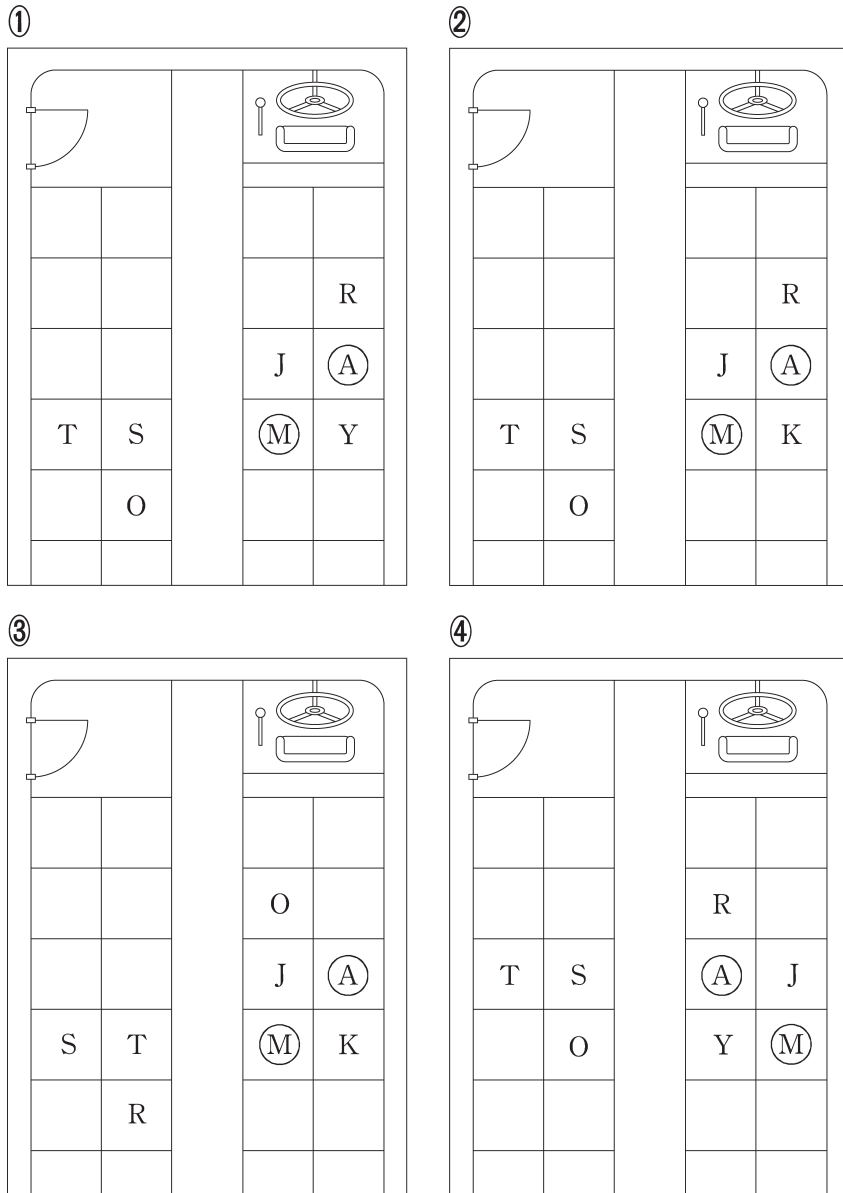 ① ②
R R
J Ⓐ J Ⓐ
T S Ⓜ Y T S Ⓜ K
O O
③ ④
O R
J Ⓐ T S Ⓐ J
S T Ⓜ K O Y Ⓜ
R